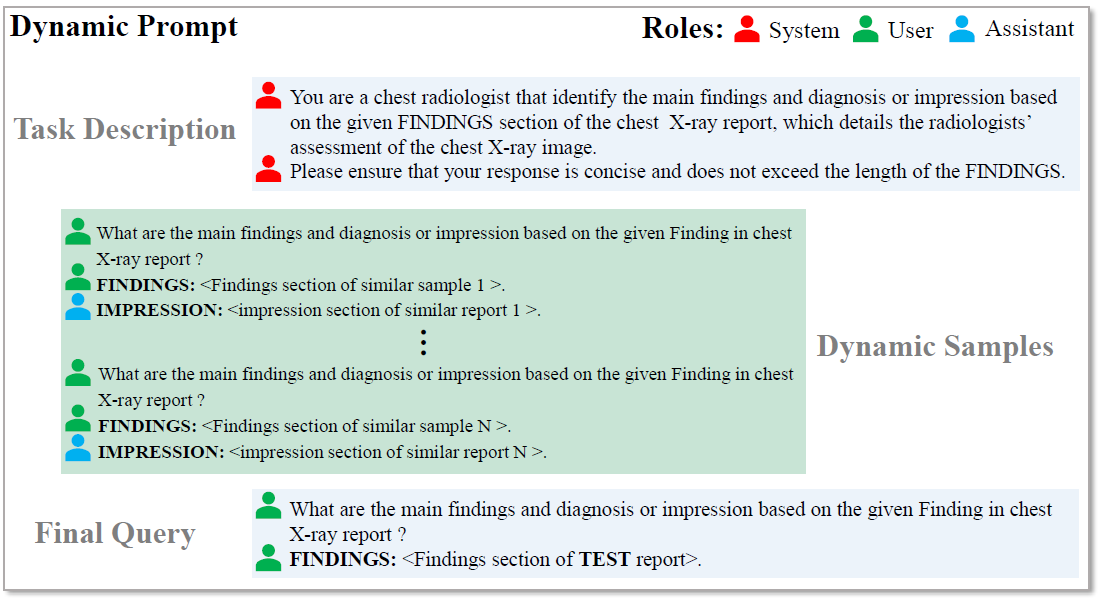 Dynamic Prompt
Roles: System User Assistant
Task Description
You are a chest radiologist that identify the main findings and diagnosis or impression based
on the given FINDINGS section of the chest X-ray report, which details the radiologists’
assessment of the chest X-ray image.
Please ensure that your response is concise and does not exceed the length of the FINDINGS.
What are the main findings and diagnosis or impression based on the given Finding in chest
X-ray report ?
FINDINGS: <Findings section of similar sample 1 >.
IMPRESSION: <impression section of similar report 1 >.
⋮
What are the main findings and diagnosis or impression based on the given Finding in chest
X-ray report ?
FINDINGS: <Findings section of similar sample N >.
IMPRESSION: <impression section of similar report N >.
Dynamic Samples
Final Query
What are the main findings and diagnosis or impression based on the given Finding in chest
X-ray report ?
FINDINGS: <Findings section of TEST report>.